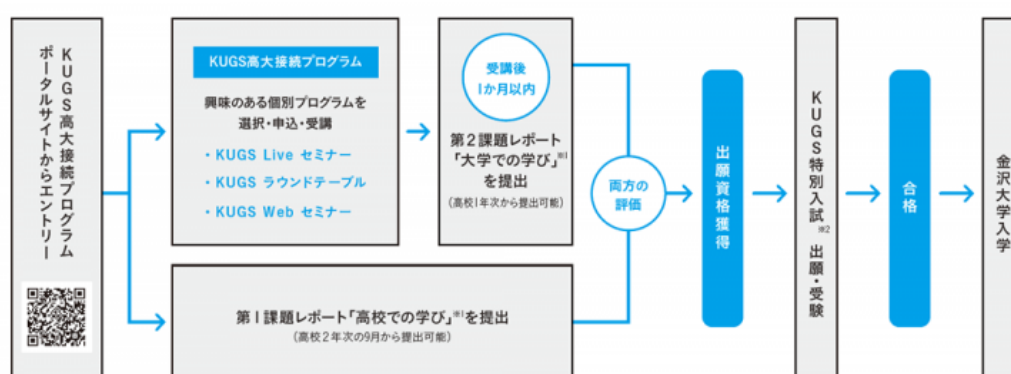 KUGS高大接続プログラム
ポータルサイトからエントリー
KUGS高大接続プログラム
興味のある個別プログラムを
選択・申込・受講
・KUGS Live セミナー
・KUGS ラウンドテーブル
・KUGS Web セミナー
受講後
1か月以内
第2課題レポート
「大学での学び」※1
を提出
(高校1年次から提出可能)
第1課題レポート「高校での学び」※1を提出
(高校2年次の9月から提出可能)
両方の
評価
出願資格獲得
KUGS特別入試※2 出願・受験
合格
金沢大学入学